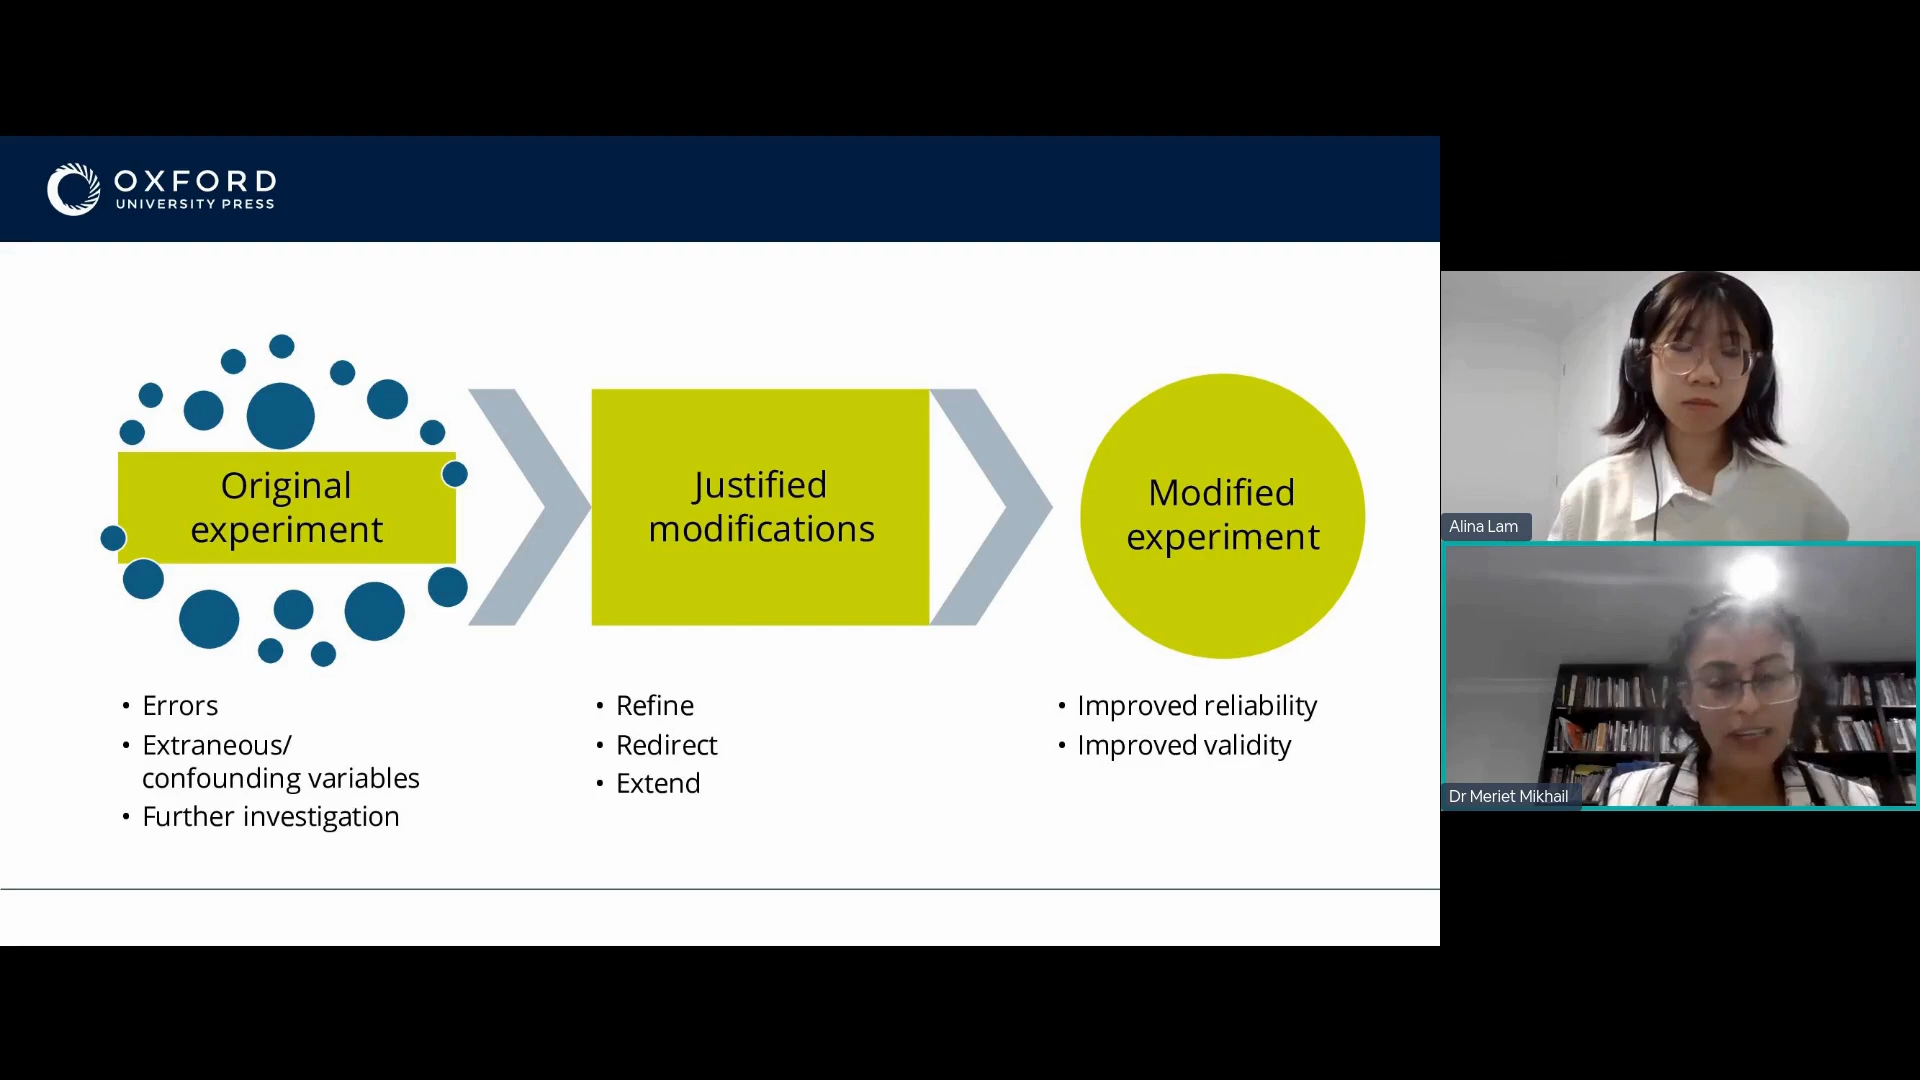 OXFORD
UNIVERSITY PRESS
Original
experiment
Justified
modifications
Modified
experiment
• Errors
• Extraneous/
confounding variables
• Further investigation
• Refine
• Redirect
• Extend
• Improved reliability
• Improved validity
Alina Lam
Dr Meriet Mikhail